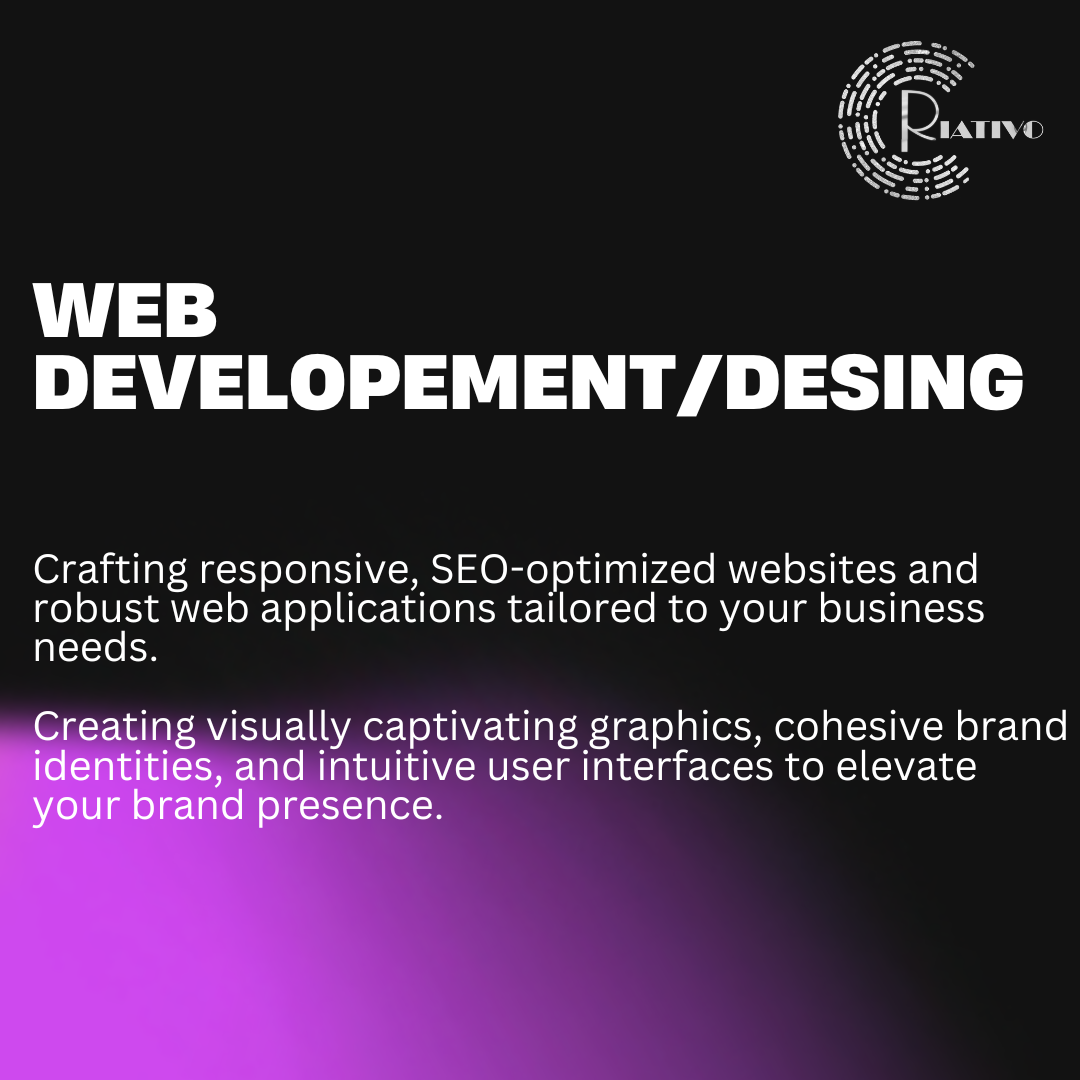 CRIATIVO
WEB
DEVELOPEMENT/DESING
Crafting responsive, SEO-optimized websites and
robust web applications tailored to your business
needs.
Creating visually captivating graphics, cohesive brand
identities, and intuitive user interfaces to elevate
your brand presence.